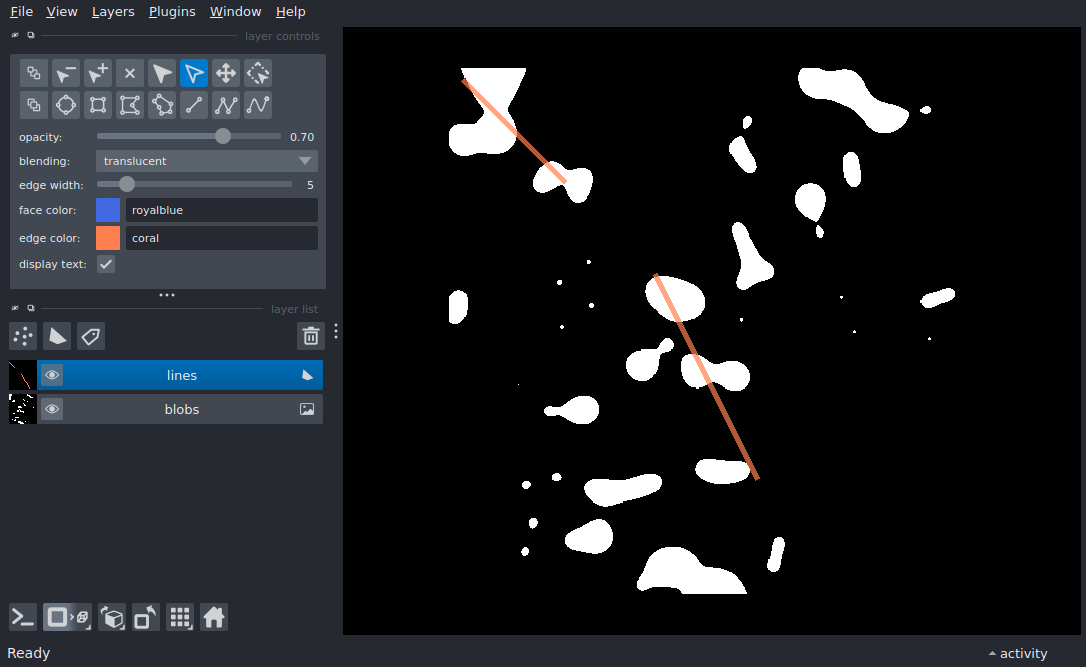 File View Layers Plugins Window Help
layer controls
opacity: 0.70
blending: translucent
edge width: 5
face color: royalblue
edge color: coral
display text:
layer list
lines
blobs
Ready
activity